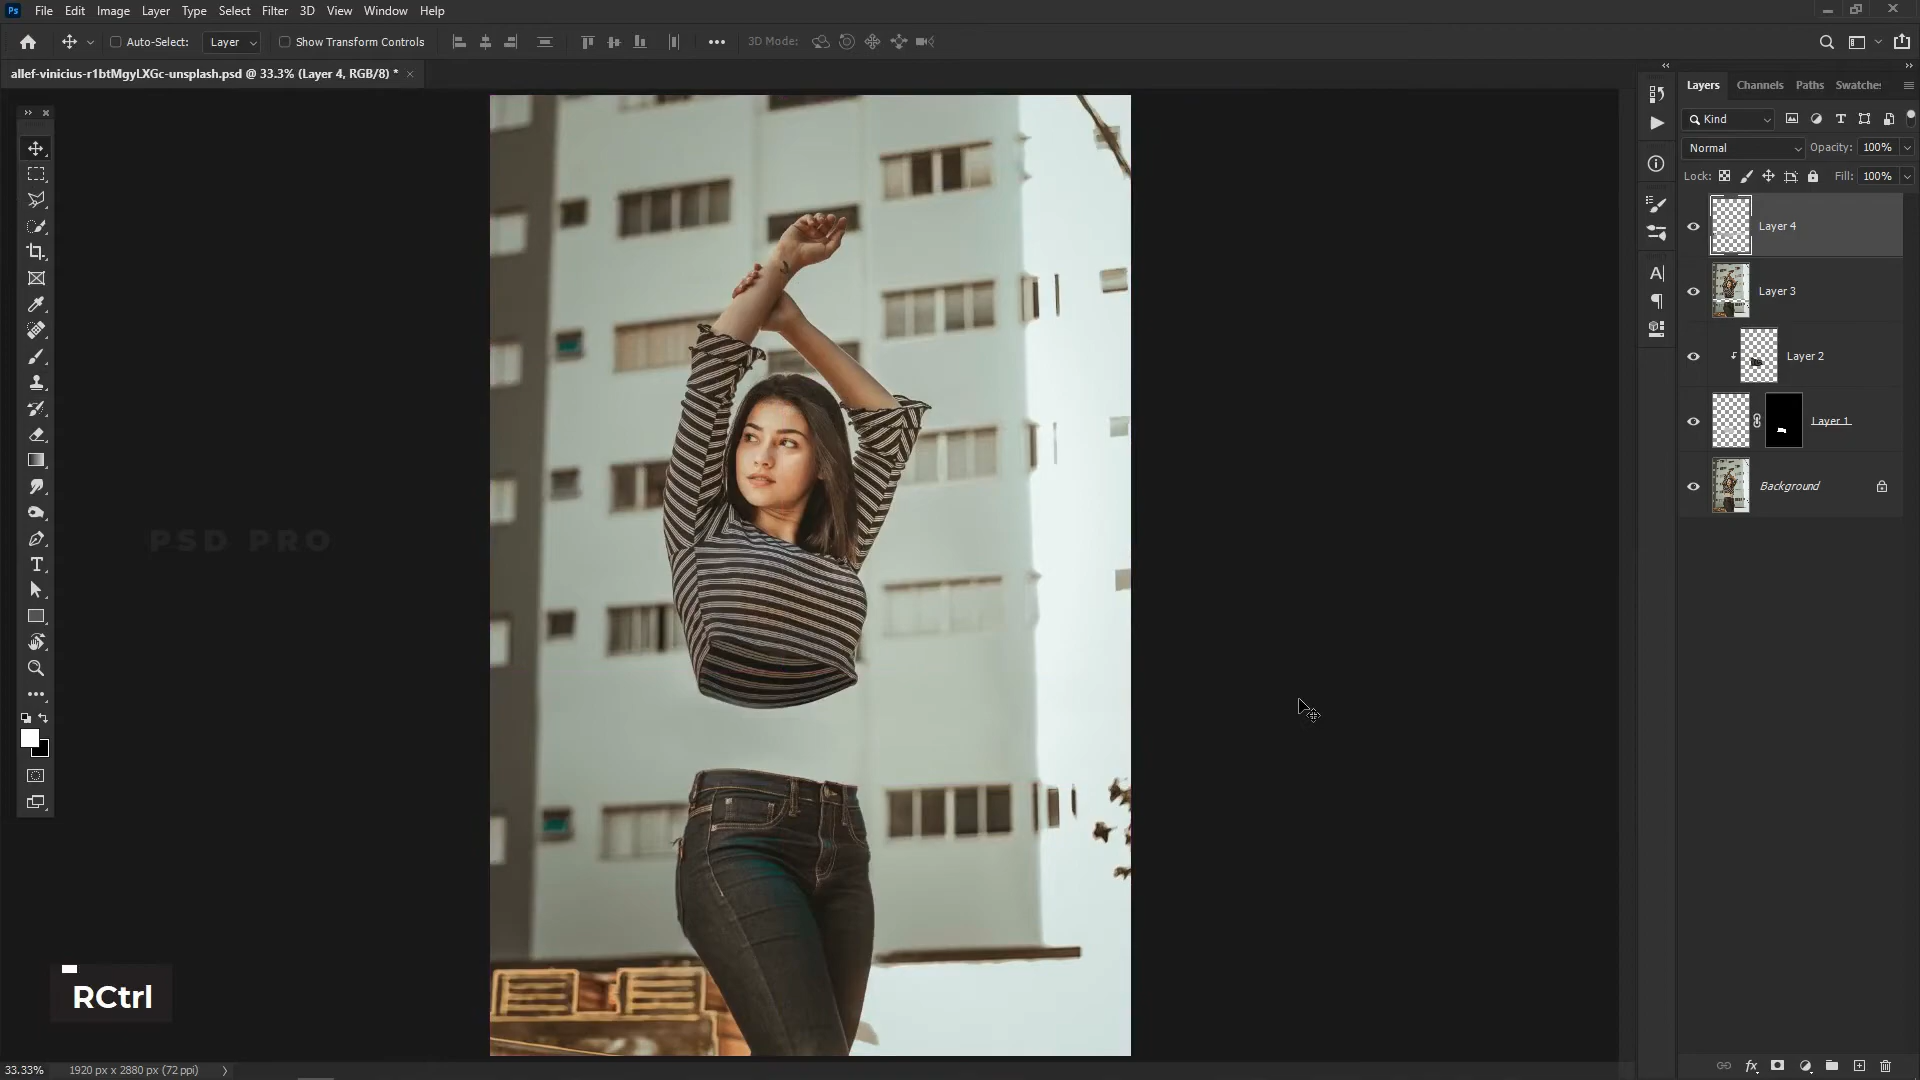 Ps File Edit Image Layer Type Select Filter 3D View Window Help
Auto-Select: Layer Show Transform Controls 3D Mode:
allef-vinicius-r1btMgyLXGc-unsplash.psd @ 33.3% (Layer 4, RGB/8) *
Layers Channels Paths Swatches
Kind
Normal Opacity: 100%
Lock: Fill: 100%
Layer 4
Layer 3
Layer 2
Layer 1
Background
PSD PRO
RCtrl
33.33% 1920 px x 2880 px (72 ppi)